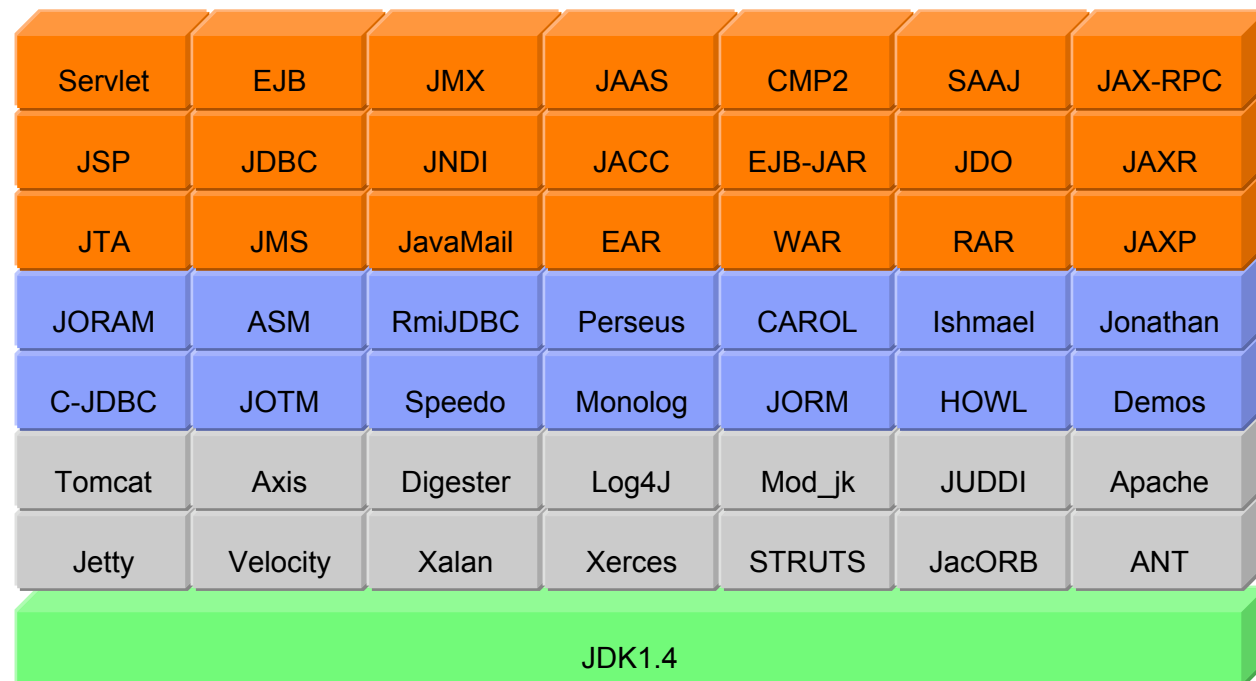 Servlet EJB JMX JAAS CMP2 SAAJ JAX-RPC
JSP JDBC JNDI JACC EJB-JAR JDO JAXR
JTA JMS JavaMail EAR WAR RAR JAXP
JORAM ASM RmiJDBC Perseus CAROL Ishmael Jonathan
C-JDBC JOTM Speedo Monolog JORM HOWL Demos
Tomcat Axis Digester Log4J Mod_jk JUDDI Apache
Jetty Velocity Xalan Xerces STRUTS JacORB ANT
JDK1.4